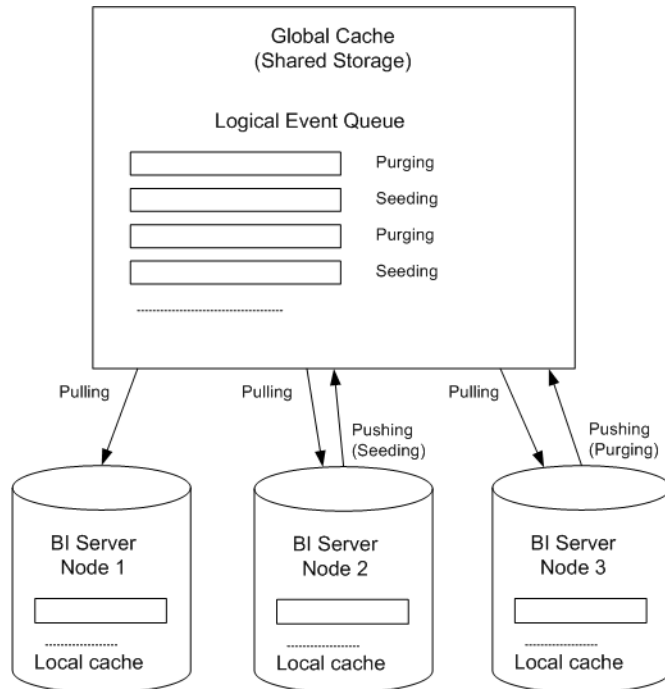 Global Cache
(Shared Storage)
Logical Event Queue
Purging
Seeding
Purging
Seeding
Pulling
Pulling
Pushing
(Seeding)
Pulling
Pushing
(Purging)
BI Server
Node 1
Local cache
BI Server
Node 2
Local cache
BI Server
Node 3
Local cache